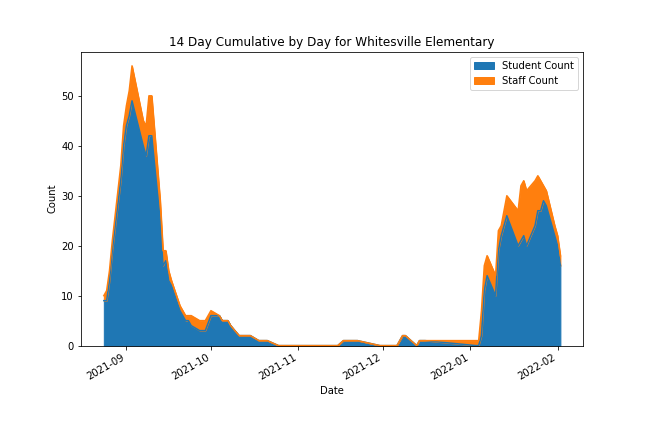 14 Day Cumulative by Day for Whitesville Elementary
Student Count
Staff Count
50
40
30
20
10
0
Count
2021-09
2021-10
2021-11
2021-12
2022-01
2022-02
Date